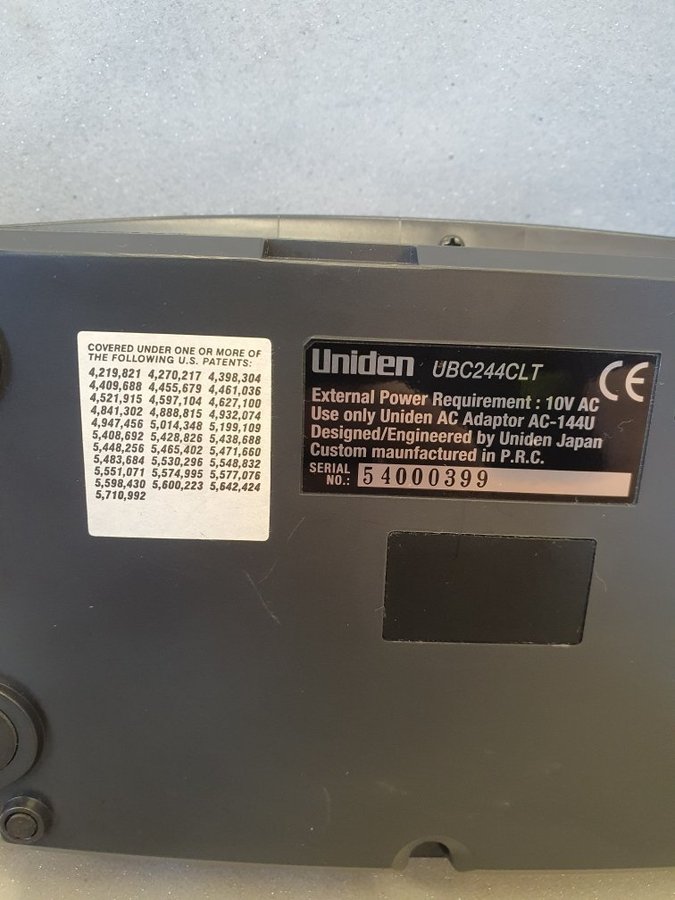 COVERED UNDER ONE OR MORE OF
THE FOLLOWING U.S. PATENTS:
4,219,821 4,270,217 4,398,304
4,409,688 4,455,679 4,461,036
4,521,915 4,597,104 4,627,100
4,841,302 4,888,815 4,932,074
4,947,456 5,014,348 5,199,109
5,408,692 5,428,826 5,438,688
5,448,256 5,465,402 5,471,660
5,483,684 5,530,296 5,548,832
5,551,071 5,574,995 5,577,076
5,598,430 5,600,223 5,642,424
5,710,992
Uniden UBC244CLT CE
External Power Requirement : 10V AC
Use only Uniden AC Adaptor AC-144U
Designed/Engineered by Uniden Japan
Custom maunfactured in P.R.C.
SERIAL
NO.: 54000399